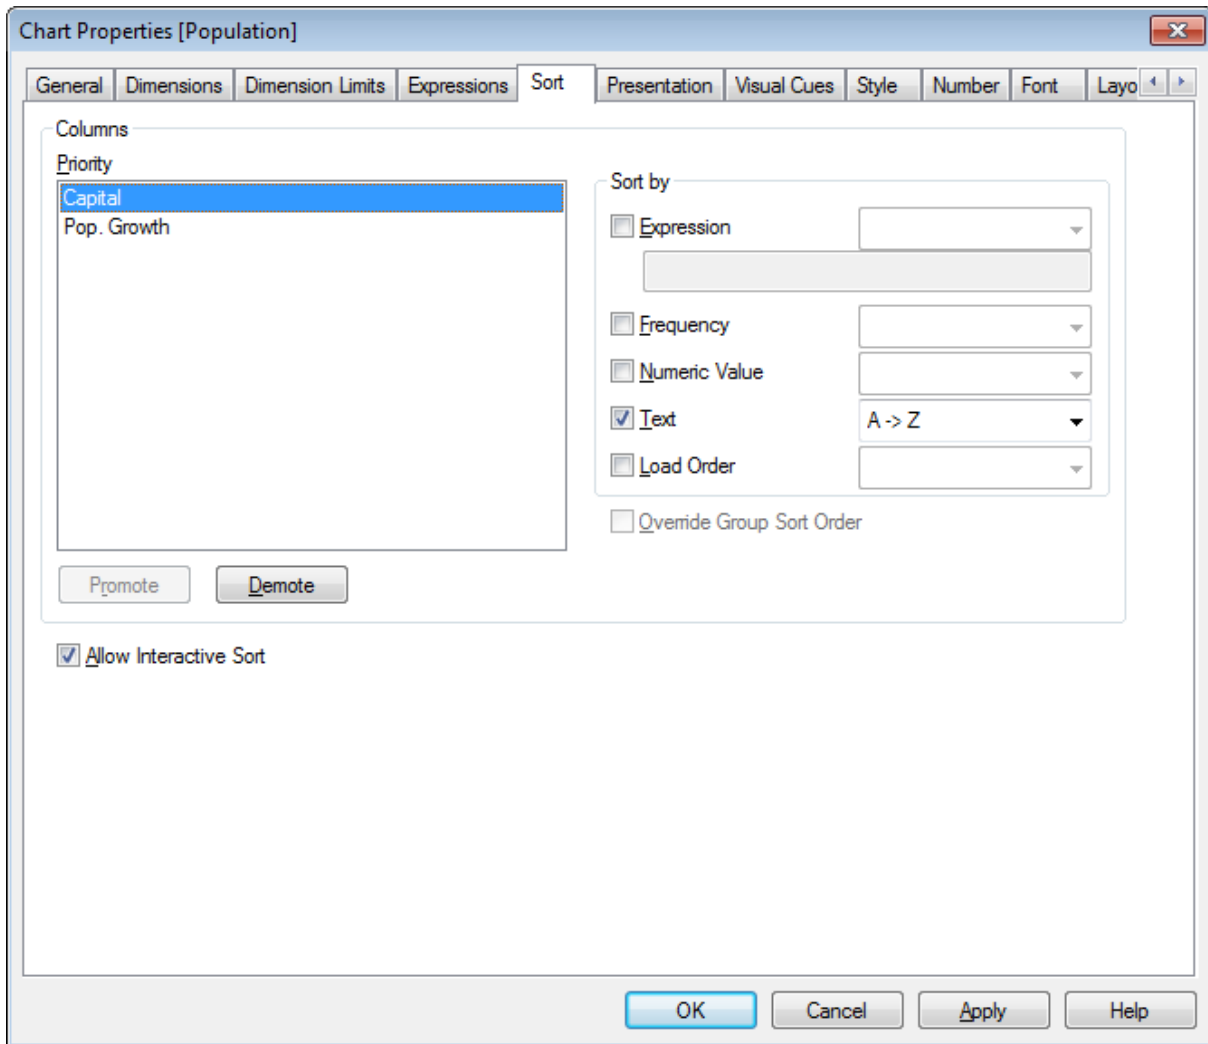 Chart Properties [Population]
General Dimensions Dimension Limits Expressions Sort Presentation Visual Cues Style Number Font Layo
Columns
Priority
Capital
Pop. Growth
Sort by
Expression
Frequency
Numeric Value
Text A -> Z
Load Order
Override Group Sort Order
Promote Demote
Allow Interactive Sort
OK Cancel Apply Help